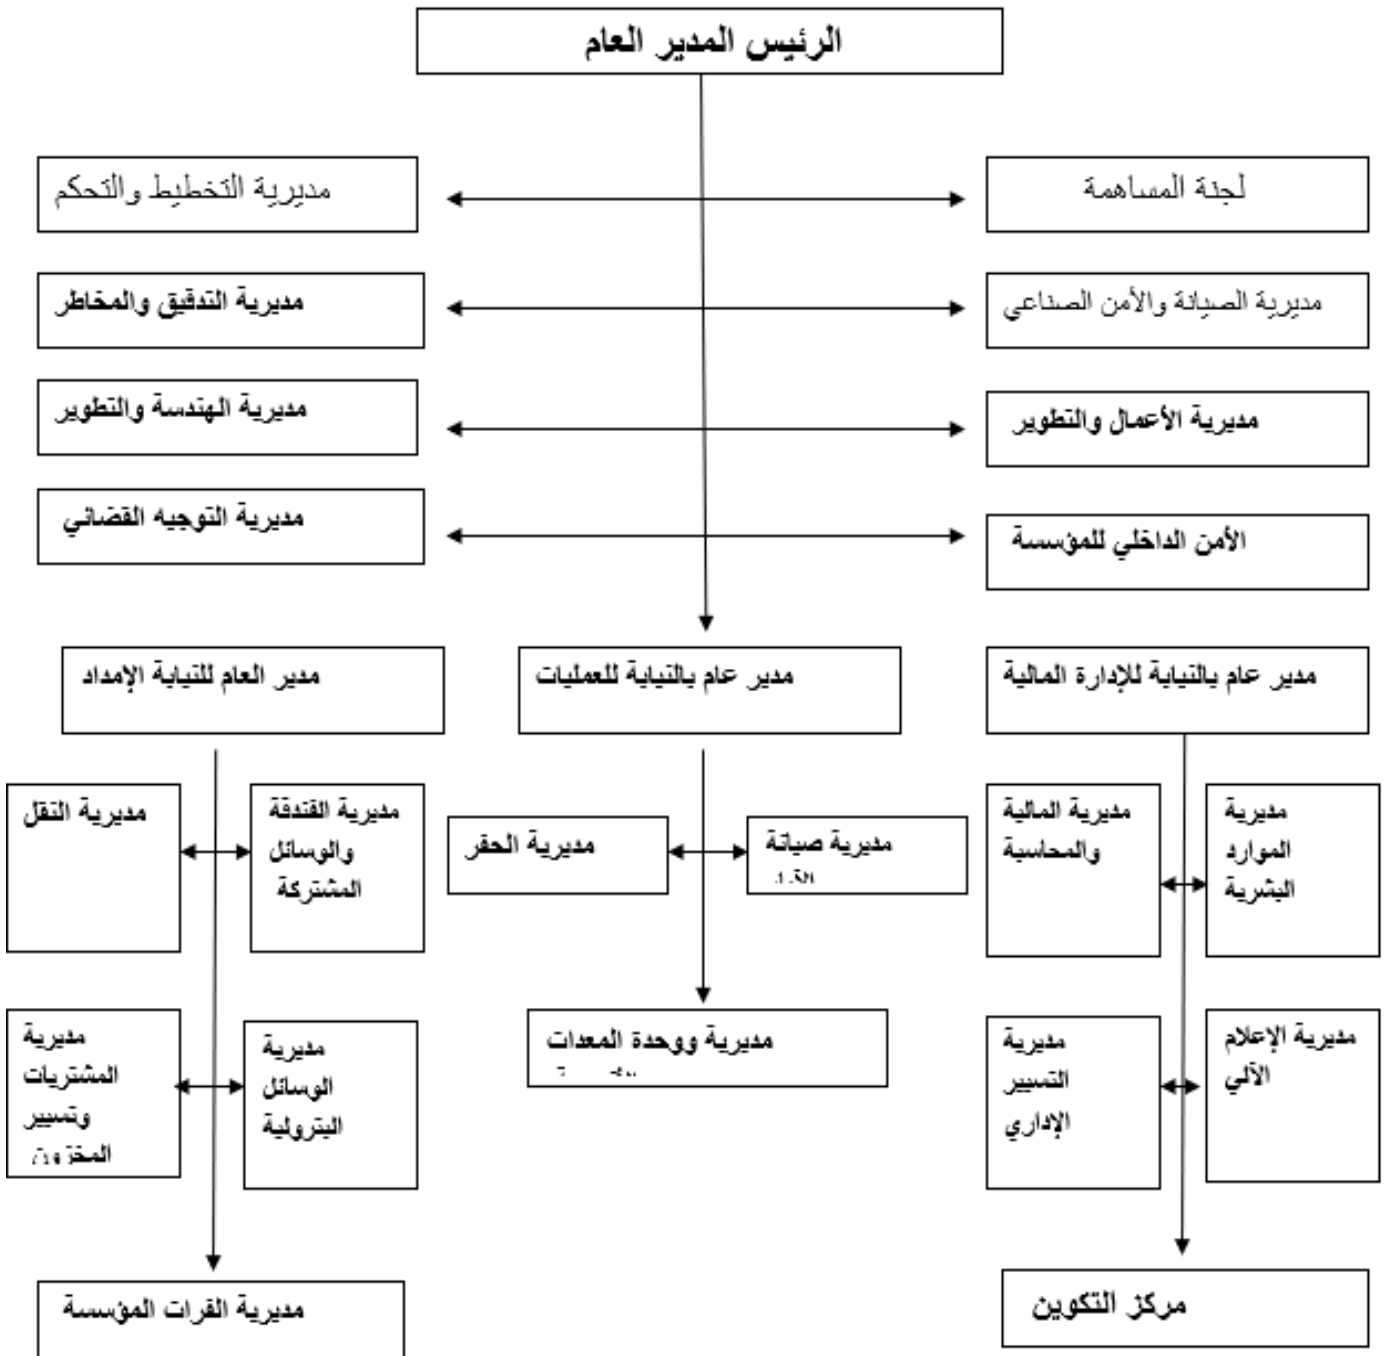 الرئيس المدير العام
لجنة المساهمة
مديرية التخطيط والتحكم
مديرية الصيانة والأمن الصناعي
مديرية التدقيق والمخاطر
مديرية الأعمال والتطوير
مديرية الهندسة والتطوير
الأمن الداخلي للمؤسسة
مديرية التوجيه القضائي
مدير عام بالنيابة للإدارة المالية
مدير عام بالنيابة للعمليات
مدير العام للنيابة الإمداد
مديرية
الموارد
البشرية
مديرية المالية
والمحاسبة
مديرية صيانة
مديرية الحفر
مديرية الفندقة
والوسائل
المشتركة
مديرية النقل
مديرية الإعلام
الآلي
مديرية
التسيير
الإداري
مديرية ووحدة المعدات
مديرية
الوسائل
البترولية
مديرية
المشتريات
وتسيير
المخزون
مركز التكوين
مديرية القرات المؤسسة